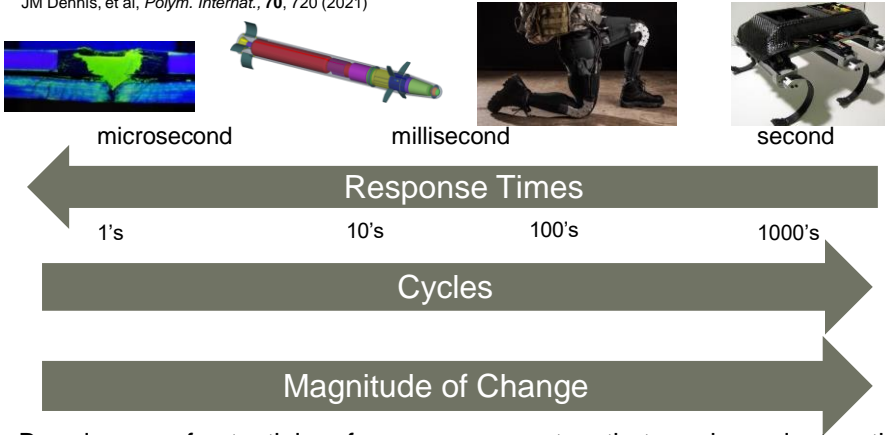 JM Dennis, et al, Polym. Internat., 70, 720 (2021)
microsecond millisecond second
Response Times
1's 10's 100's 1000's
Cycles
Magnitude of Change